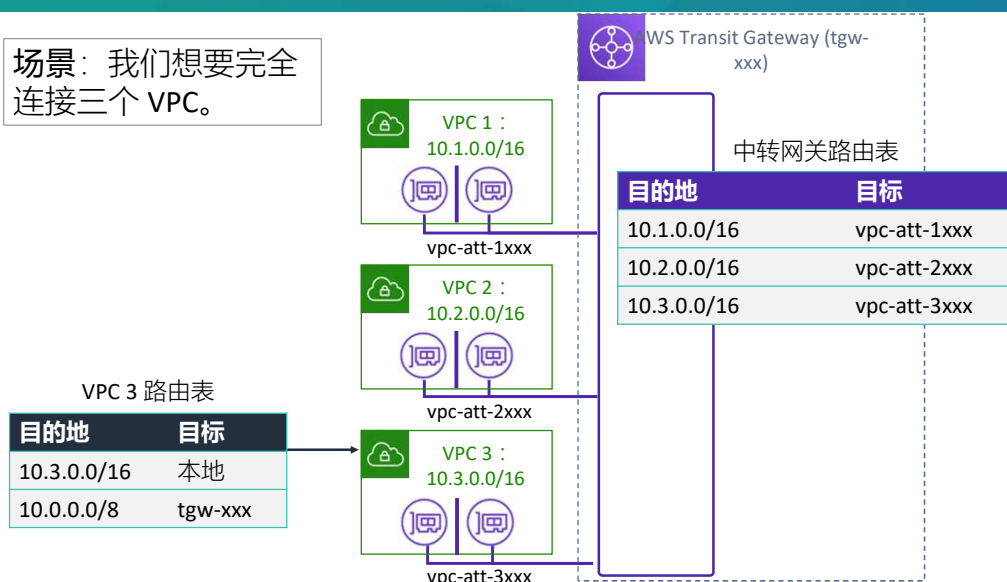 场景：我们想要完全
连接三个 VPC。
AWS Transit Gateway (tgw-
xxx)
VPC 1：
10.1.0.0/16
vpc-att-1xxx
VPC 2：
10.2.0.0/16
vpc-att-2xxx
VPC 3：
10.3.0.0/16
vpc-att-3xxx
中转网关路由表
目的地 目标
10.1.0.0/16 vpc-att-1xxx
10.2.0.0/16 vpc-att-2xxx
10.3.0.0/16 vpc-att-3xxx
VPC 3 路由表
目的地 目标
10.3.0.0/16 本地
10.0.0.0/8 tgw-xxx